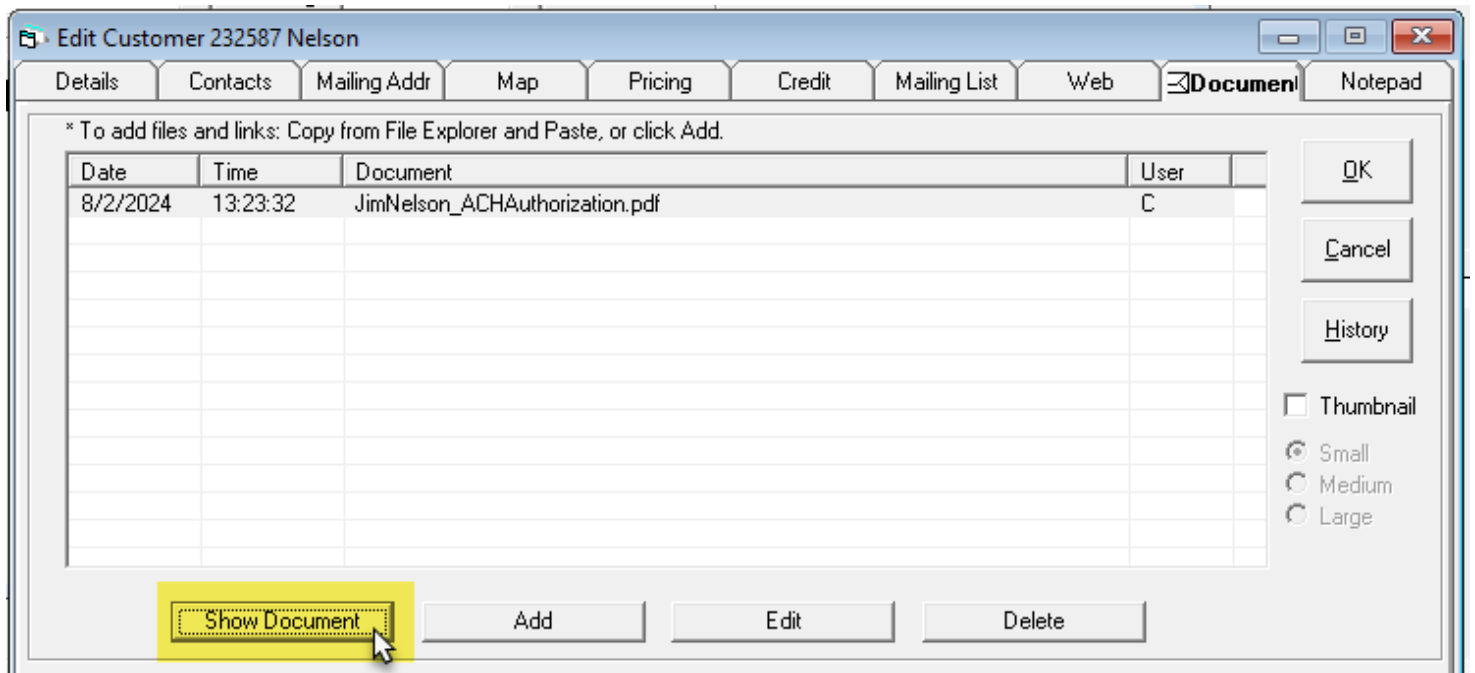 Edit Customer 232587 Nelson
Details Contacts Mailing Addr Map Pricing Credit Mailing List Web Document Notepad
* To add files and links: Copy from File Explorer and Paste, or click Add.
Date Time Document User
8/2/2024 13:23:32 JimNelson_ACHAuthorization.pdf C
OK
Cancel
History
Thumbnail
Small
Medium
Large
Show Document Add Edit Delete